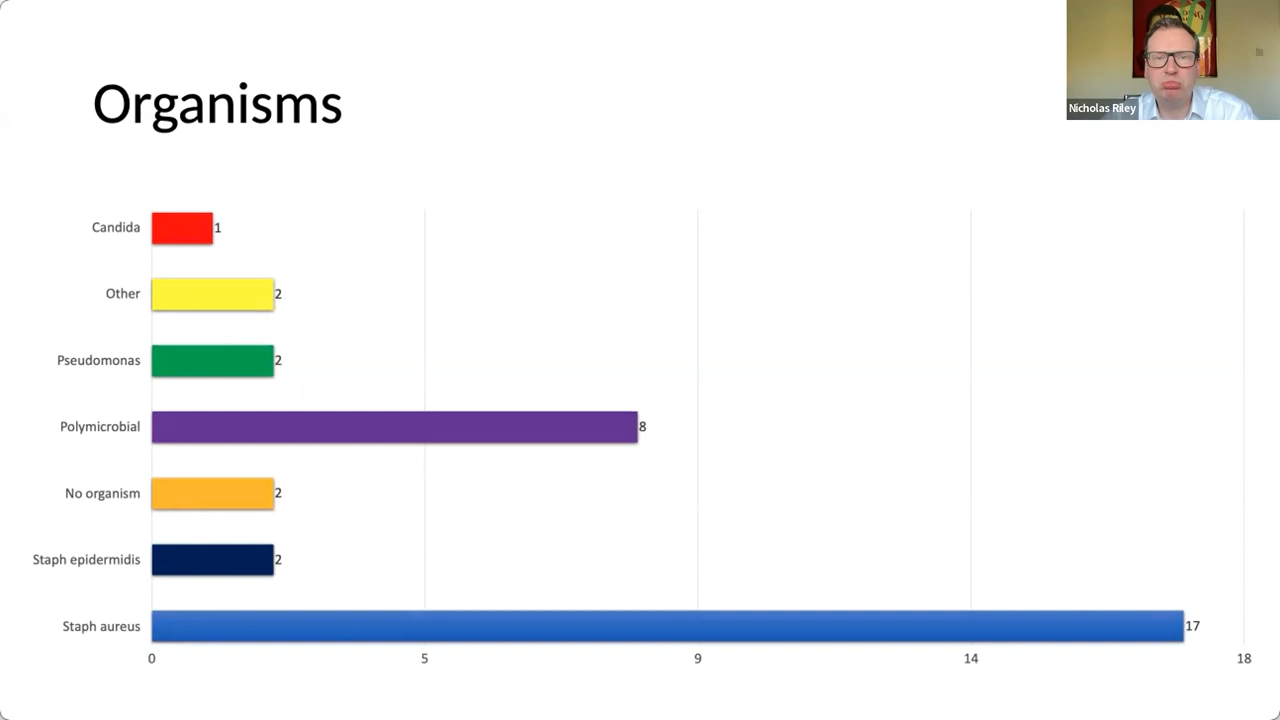 Organisms
Nicholas Riley
Candida 1
Other 2
Pseudomonas 2
Polymicrobial 8
No organism 2
Staph epidermidis 2
Staph aureus 17
0 5 9 14 18